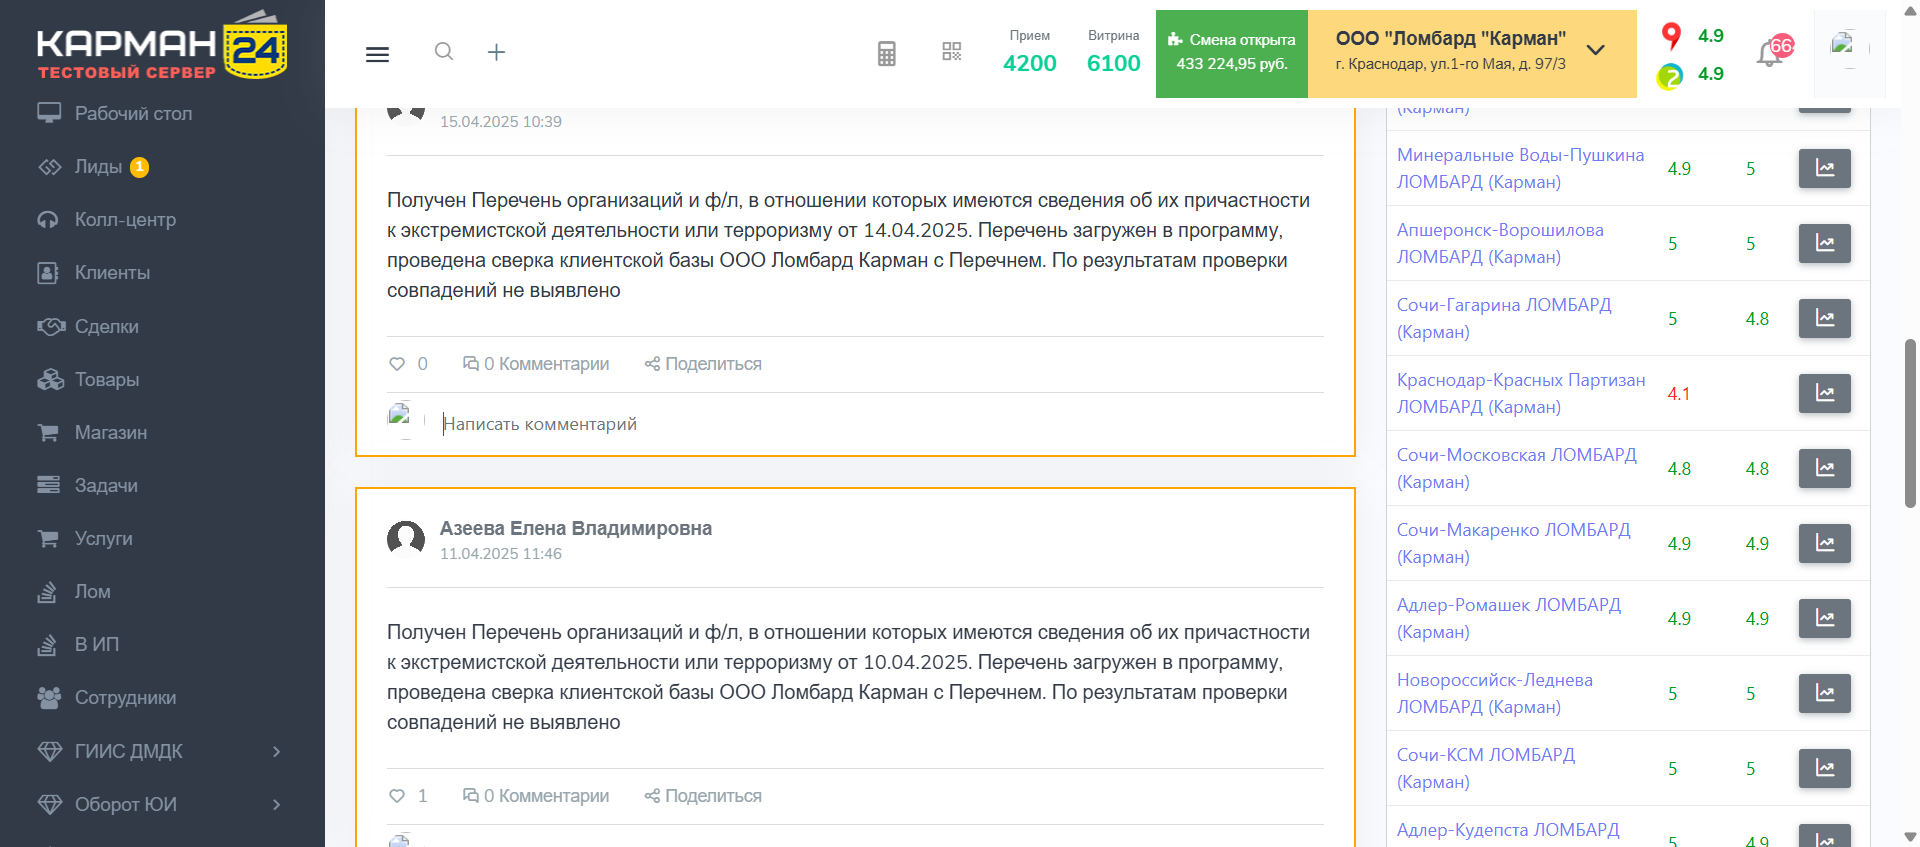 КАРМАН 24
ТЕСТОВЫЙ СЕРВЕР
Рабочий стол
Лиды 1
Колл-центр
Клиенты
Сделки
Товары
Магазин
Задачи
Услуги
Лом
В ИП
Сотрудники
ГИИС ДМДК
Оборот ЮИ
Прием
4200
Витрина
6100
Смена открыта
433 224,95 руб.
ООО "Ломбард "Карман"
г. Краснодар, ул.1-го Мая, д. 97/3
4.9
4.9
66
15.04.2025 10:39
Получен Перечень организаций и ф/л, в отношении которых имеются сведения об их причастности
к экстремистской деятельности или терроризму от 14.04.2025. Перечень загружен в программу,
проведена сверка клиентской базы ООО Ломбард Карман с Перечнем. По результатам проверки
совпадений не выявлено
0 0 Комментарии Поделиться
Написать комментарий
Азеева Елена Владимировна
11.04.2025 11:46
Получен Перечень организаций и ф/л, в отношении которых имеются сведения об их причастности
к экстремистской деятельности или терроризму от 10.04.2025. Перечень загружен в программу,
проведена сверка клиентской базы ООО Ломбард Карман с Перечнем. По результатам проверки
совпадений не выявлено
1 0 Комментарии Поделиться
(Карман)
Минеральные Воды-Пушкина
ЛОМБАРД (Карман) 4.9 5
Апшеронск-Ворошилова
ЛОМБАРД (Карман) 5 5
Сочи-Гагарина ЛОМБАРД
(Карман) 5 4.8
Краснодар-Красных Партизан
ЛОМБАРД (Карман) 4.1
Сочи-Московская ЛОМБАРД
(Карман) 4.8 4.8
Сочи-Макаренко ЛОМБАРД
(Карман) 4.9 4.9
Адлер-Ромашек ЛОМБАРД
(Карман) 4.9 4.9
Новороссийск-Леднева
ЛОМБАРД (Карман) 5 5
Сочи-КСМ ЛОМБАРД
(Карман) 5 5
Адлер-Кудепста ЛОМБАРД
5 4.9